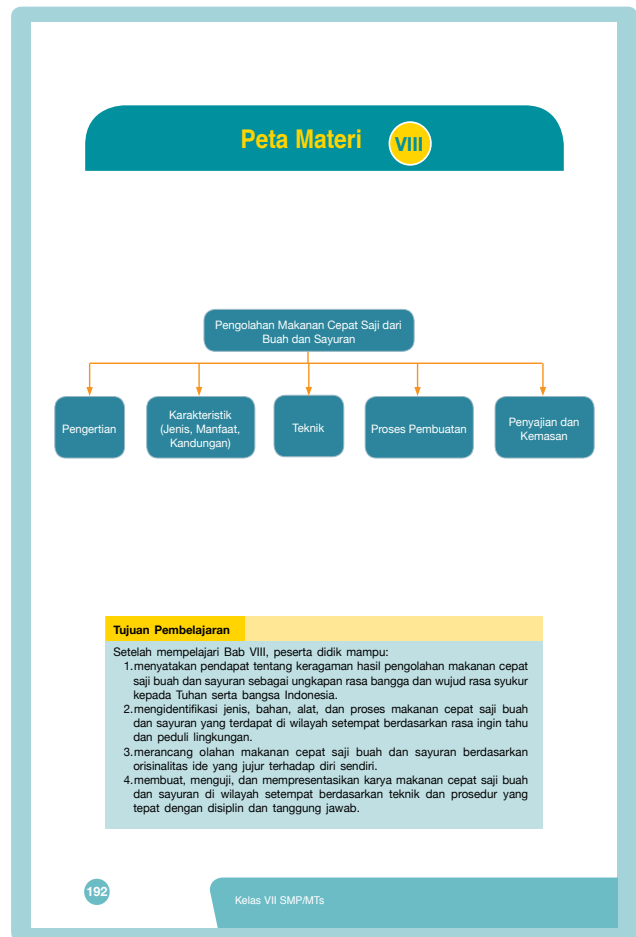 Peta Materi VIII
Pengolahan Makanan Cepat Saji dari
Buah dan Sayuran
Pengertian
Karakteristik
(Jenis, Manfaat,
Kandungan)
Teknik
Proses Pembuatan
Penyajian dan
Kemasan
Tujuan Pembelajaran
Setelah mempelajari Bab VIII, peserta didik mampu:
1.menyatakan pendapat tentang keragaman hasil pengolahan makanan cepat
saji buah dan sayuran sebagai ungkapan rasa bangga dan wujud rasa syukur
kepada Tuhan serta bangsa Indonesia.
2.mengidentifikasi jenis, bahan, alat, dan proses makanan cepat saji buah
dan sayuran yang terdapat di wilayah setempat berdasarkan rasa ingin tahu
dan peduli lingkungan.
3.merancang olahan makanan cepat saji buah dan sayuran berdasarkan
orisinalitas ide yang jujur terhadap diri sendiri.
4.membuat, menguji, dan mempresentasikan karya makanan cepat saji buah
dan sayuran di wilayah setempat berdasarkan teknik dan prosedur yang
tepat dengan disiplin dan tanggung jawab.
192
Kelas VII SMP/MTs